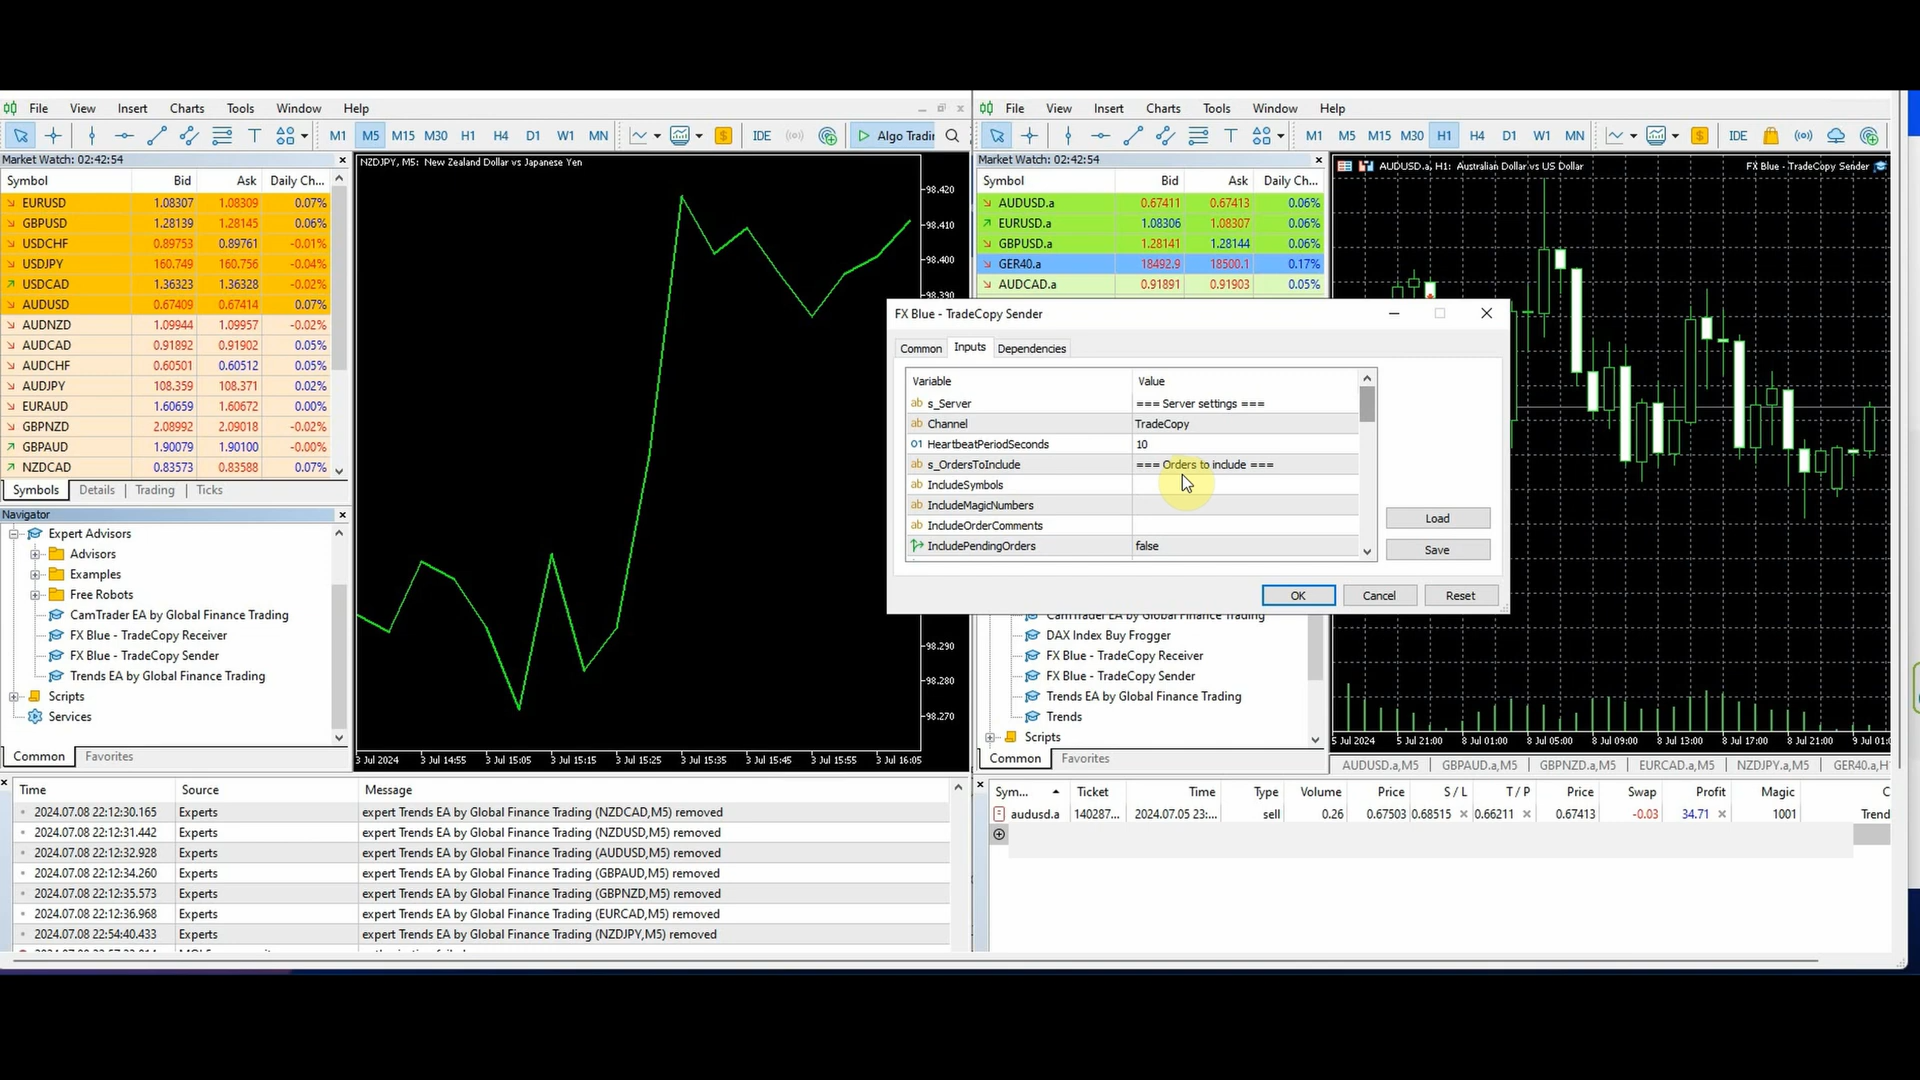 File View Insert Charts Tools Window Help
M1 M5 M15 M30 H1 H4 D1 W1 MN IDE Algo Tradin
Market Watch: 02:42:54
Symbol Bid Ask Daily Ch...
EURUSD 1.08307 1.08309 0.07%
GBPUSD 1.28139 1.28145 0.06%
USDCHF 0.89753 0.89761 -0.01%
USDJPY 160.749 160.756 -0.04%
USDCAD 1.36323 1.36328 -0.02%
AUDUSD 0.67409 0.67414 0.07%
AUDNZD 1.09944 1.09957 -0.02%
AUDCAD 0.91892 0.91902 0.05%
AUDCHF 0.60501 0.60512 0.05%
AUDJPY 108.359 108.371 0.02%
EURAUD 1.60659 1.60672 0.00%
GBPNZD 2.08992 2.09018 -0.02%
GBPAUD 1.90079 1.90100 -0.00%
NZDCAD 0.83573 0.83588 0.07%
Symbols Details Trading Ticks
Navigator
Expert Advisors
Advisors
Examples
Free Robots
CamTrader EA by Global Finance Trading
FX Blue - TradeCopy Receiver
FX Blue - TradeCopy Sender
Trends EA by Global Finance Trading
Scripts
Services
Common Favorites
NZDJPY, M5: New Zealand Dollar vs Japanese Yen
98.420
98.410
98.400
98.390
98.290
98.280
98.270
3 Jul 2024 3 Jul 14:55 3 Jul 15:05 3 Jul 15:15 3 Jul 15:25 3 Jul 15:35 3 Jul 15:45 3 Jul 15:55 3 Jul 16:05
Time Source Message
2024.07.08 22:12:30.165 Experts expert Trends EA by Global Finance Trading (NZDCAD,M5) removed
2024.07.08 22:12:31.442 Experts expert Trends EA by Global Finance Trading (NZDUSD,M5) removed
2024.07.08 22:12:32.928 Experts expert Trends EA by Global Finance Trading (AUDUSD,M5) removed
2024.07.08 22:12:34.260 Experts expert Trends EA by Global Finance Trading (GBPAUD,M5) removed
2024.07.08 22:12:35.573 Experts expert Trends EA by Global Finance Trading (GBPNZD,M5) removed
2024.07.08 22:12:36.968 Experts expert Trends EA by Global Finance Trading (EURCAD,M5) removed
2024.07.08 22:54:40.433 Experts expert Trends EA by Global Finance Trading (NZDJPY,M5) removed
File View Insert Charts Tools Window Help
M1 M5 M15 M30 H1 H4 D1 W1 MN IDE
Market Watch: 02:42:54
Symbol Bid Ask Daily Ch...
AUDUSD.a 0.67411 0.67413 0.06%
EURUSD.a 1.08306 1.08307 0.06%
GBPUSD.a 1.28141 1.28144 0.06%
GER40.a 18492.9 18500.1 0.17%
AUDCAD.a 0.91891 0.91903 0.05%
AUDUSD.a, H1: Australian Dollar vs US Dollar
FX Blue - TradeCopy Sender
FX Blue - TradeCopy Sender
Common Inputs Dependencies
Variable Value
s_Server === Server settings ===
Channel TradeCopy
HeartbeatPeriodSeconds 10
s_OrdersToInclude === Orders to include ===
IncludeSymbols
IncludeMagicNumbers
IncludeOrderComments
IncludePendingOrders false
Load
Save
OK Cancel Reset
CamTrader EA by Global Finance Trading
DAX Index Buy Frogger
FX Blue - TradeCopy Receiver
FX Blue - TradeCopy Sender
Trends EA by Global Finance Trading
Trends
Scripts
Common Favorites
5 Jul 2024 5 Jul 21:00 8 Jul 01:00 8 Jul 05:00 8 Jul 09:00 8 Jul 13:00 8 Jul 17:00 8 Jul 21:00 9 Jul 01:0
AUDUSD.a,M5 GBPAUD.a,M5 GBPNZD.a,M5 EURCAD.a,M5 NZDJPY.a,M5 GER40.a,H
Sym... Ticket Time Type Volume Price S / L T / P Price Swap Profit Magic C
audusd.a 140287... 2024.07.05 23:... sell 0.26 0.67503 0.68515 0.66211 0.67413 -0.03 34.71 1001 Trend